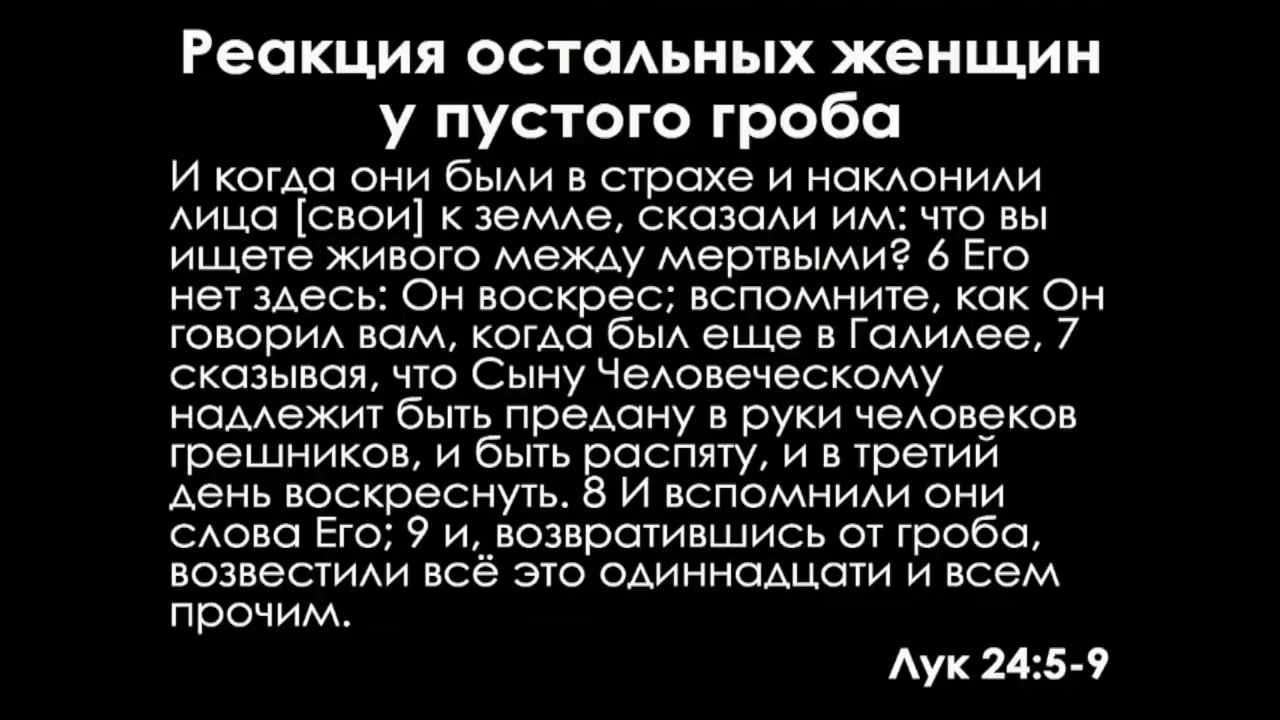 Реакция остальных женщин
у пустого гроба
И когда они были в страхе и наклонили
лица [свои] к земле, сказали им: что вы
ищете живого между мертвыми? 6 Его
нет здесь: Он воскрес; вспомните, как Он
говорил вам, когда был еще в Галилее, 7
сказывая, что Сыну Человеческому
надлежит быть предану в руки человеков
грешников, и быть распяту, и в третий
день воскреснуть. 8 И вспомнили они
слова Его; 9 и, возвратившись от гроба,
возвестили всё это одиннадцати и всем
прочим.
Лук 24:5-9